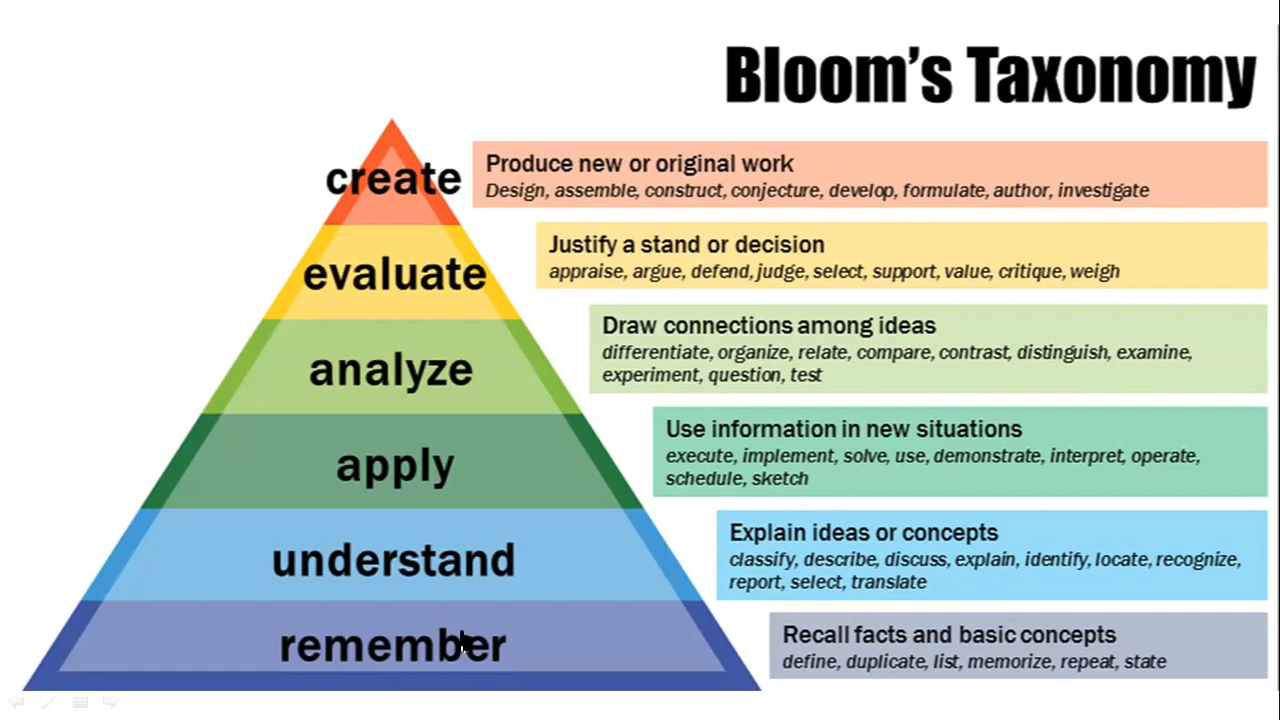 Bloom's Taxonomy
create
Produce new or original work
Design, assemble, construct, conjecture, develop, formulate, author, investigate
evaluate
Justify a stand or decision
appraise, argue, defend, judge, select, support, value, critique, weigh
analyze
Draw connections among ideas
differentiate, organize, relate, compare, contrast, distinguish, examine,
experiment, question, test
apply
Use information in new situations
execute, implement, solve, use, demonstrate, interpret, operate,
schedule, sketch
understand
Explain ideas or concepts
classify, describe, discuss, explain, identify, locate, recognize,
report, select, translate
remember
Recall facts and basic concepts
define, duplicate, list, memorize, repeat, state